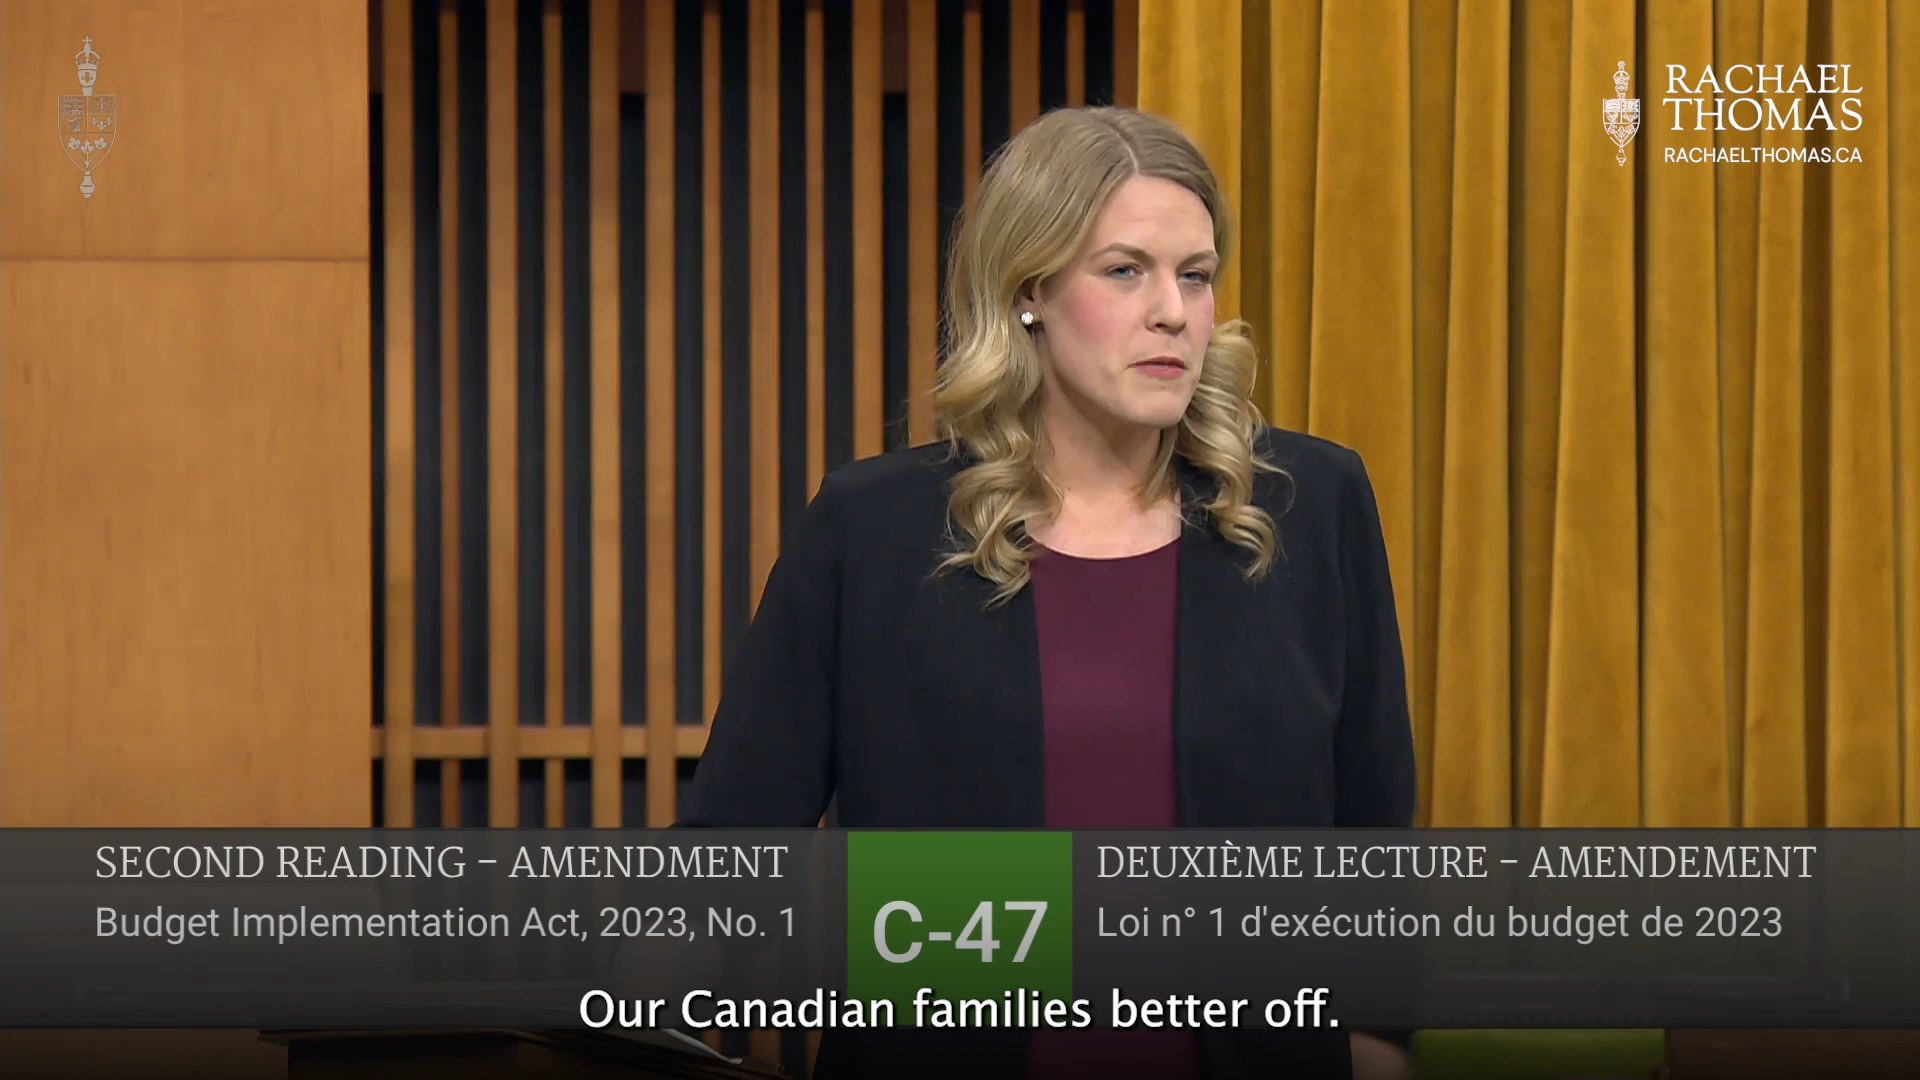 RACHAEL
THOMAS
RACHAELTHOMAS.CA
SECOND READING – AMENDMENT
Budget Implementation Act, 2023, No. 1
C-47
DEUXIÈME LECTURE – AMENDEMENT
Loi n° 1 d'exécution du budget de 2023
Our Canadian families better off.